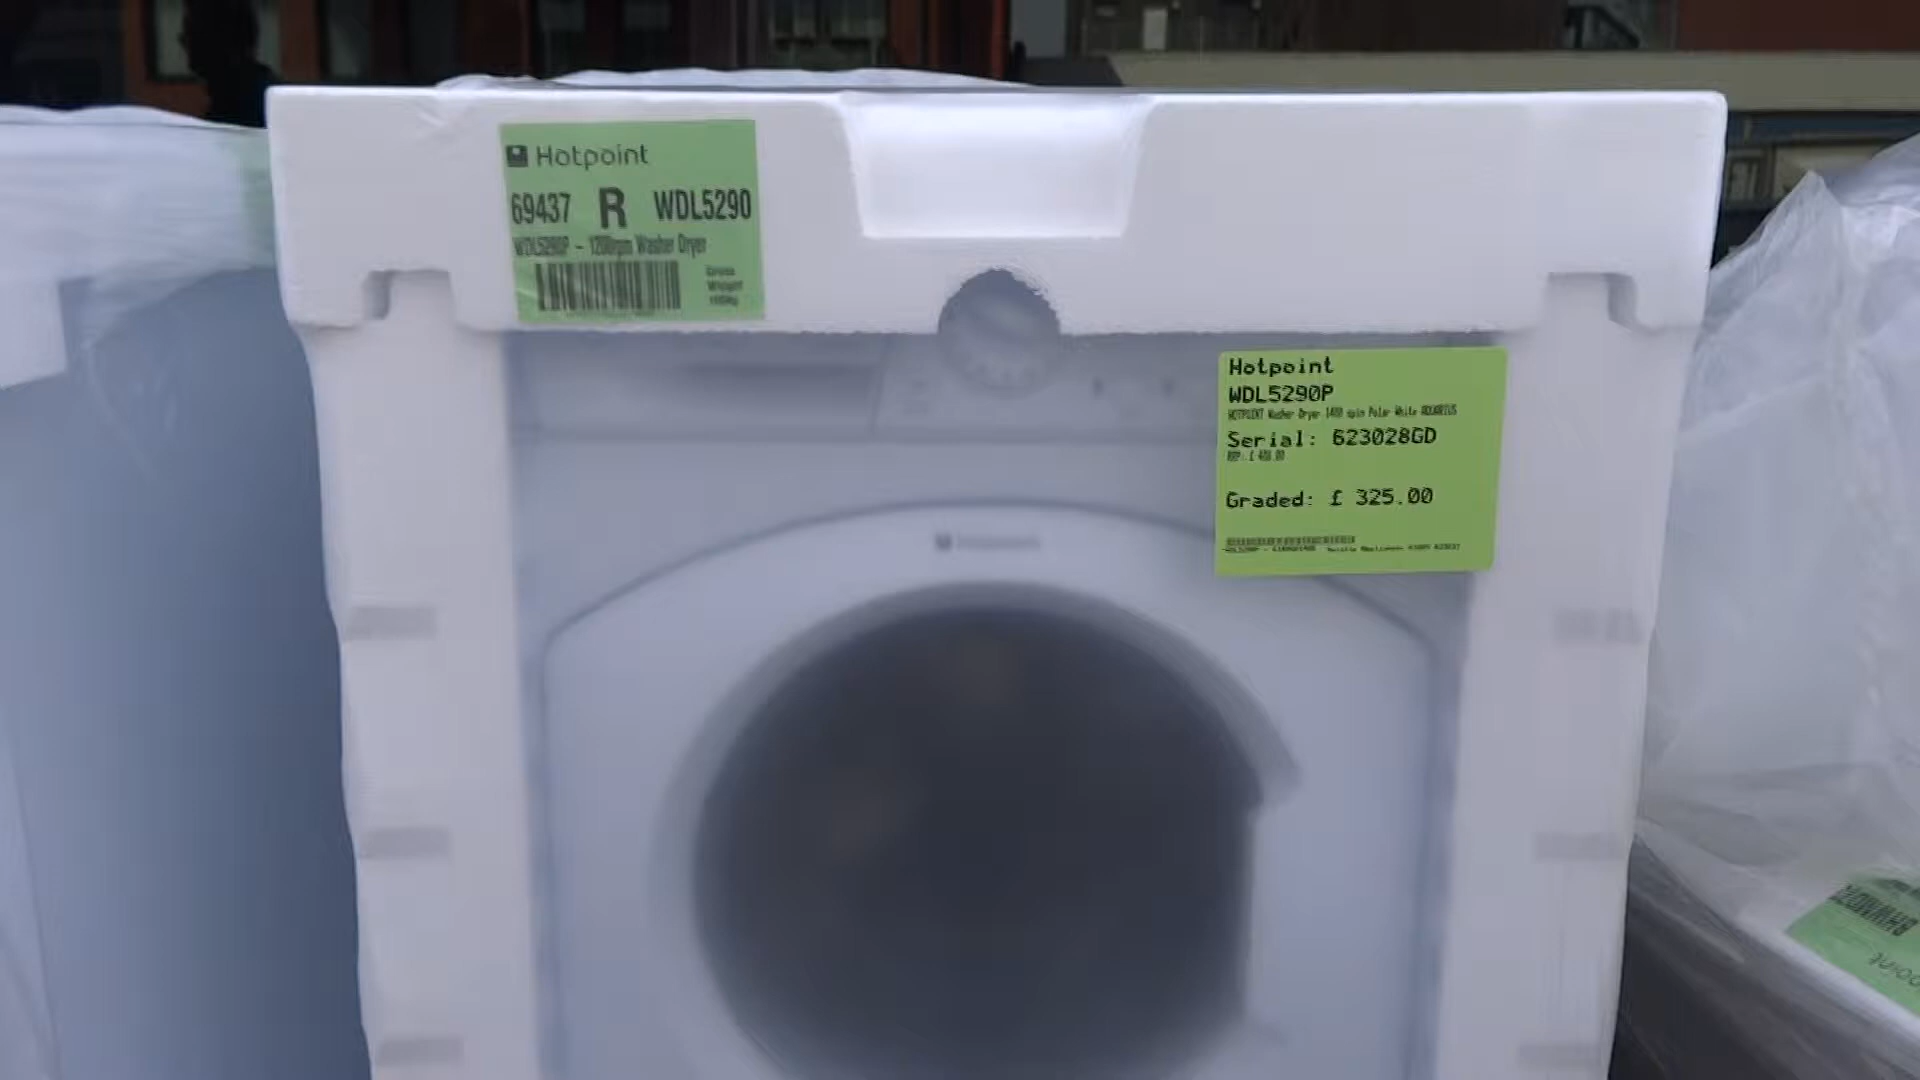 Hotpoint
69437 R WDL5290
WDL5290P - 1200rpm Washer Dryer
Gross
Weight
Hotpoint
WDL5290P
HOTPOINT Washer Dryer 1400 spin Polar White AQUARIUS
Serial: 623028GD
RRP: £
Graded: £ 325.00